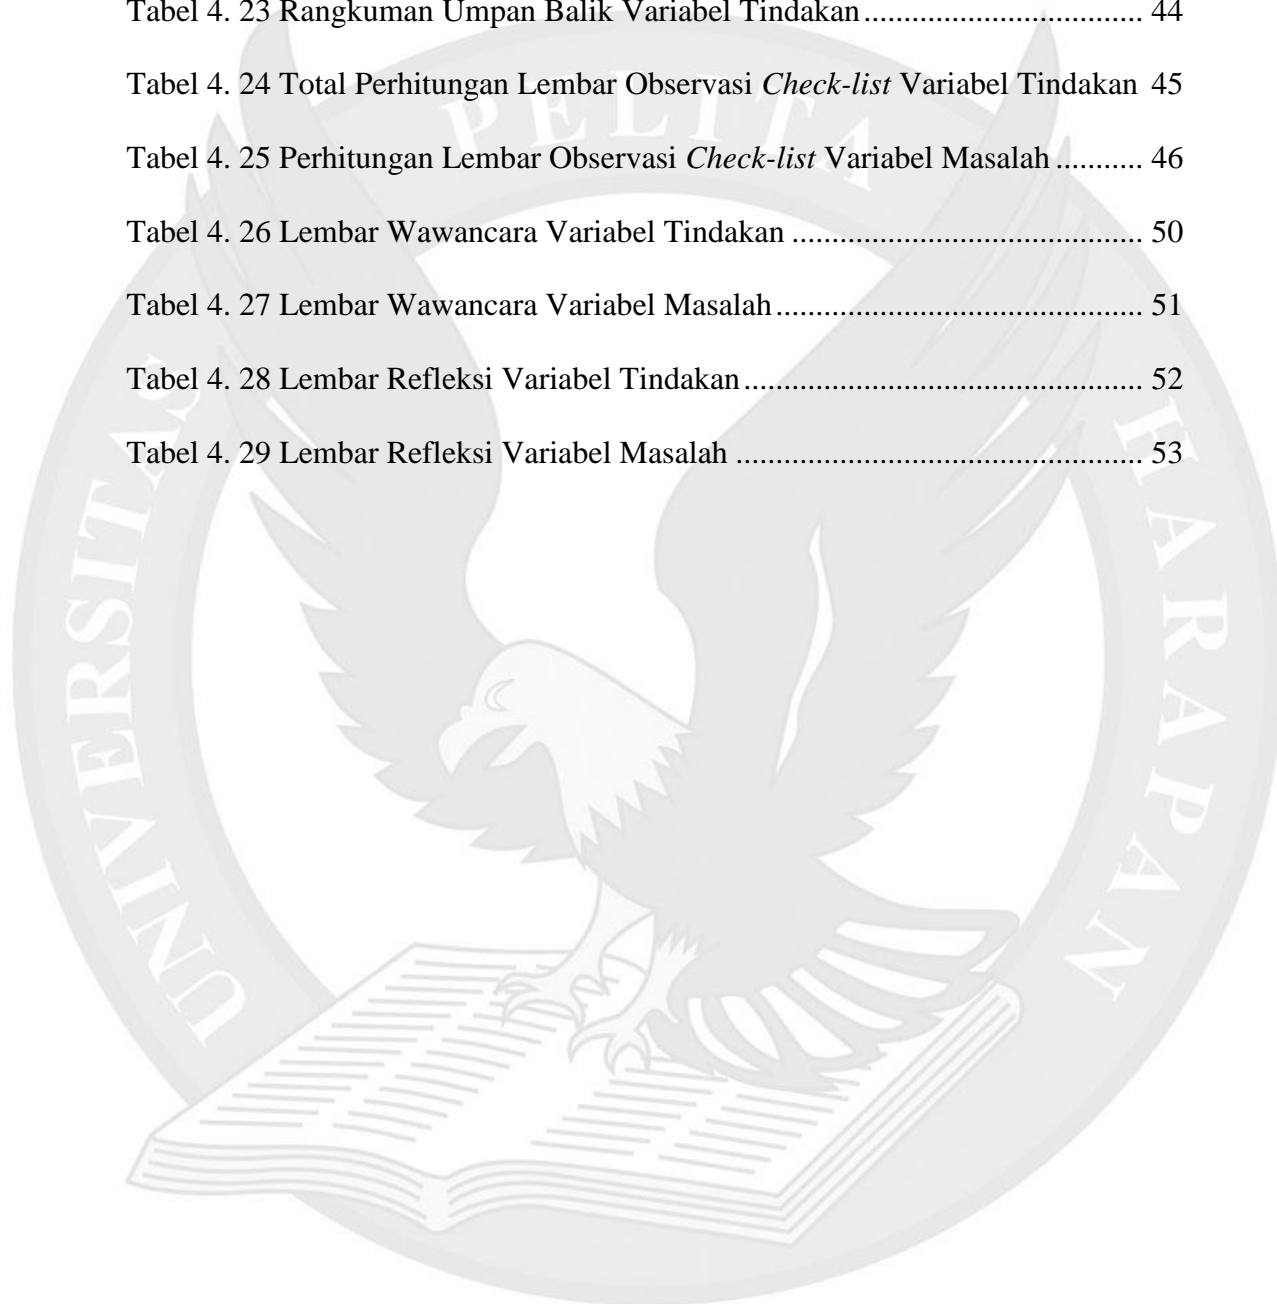 Tabel 4. 23 Rangkuman Umpan Balik Variabel Tindakan .................................. 44
Tabel 4. 24 Total Perhitungan Lembar Observasi Check-list Variabel Tindakan 45
Tabel 4. 25 Perhitungan Lembar Observasi Check-list Variabel Masalah ........... 46
Tabel 4. 26 Lembar Wawancara Variabel Tindakan ........................................... 50
Tabel 4. 27 Lembar Wawancara Variabel Masalah ............................................. 51
Tabel 4. 28 Lembar Refleksi Variabel Tindakan ................................................. 52
Tabel 4. 29 Lembar Refleksi Variabel Masalah .................................................. 53
UNIVERSITAS PELITA HARAPAN